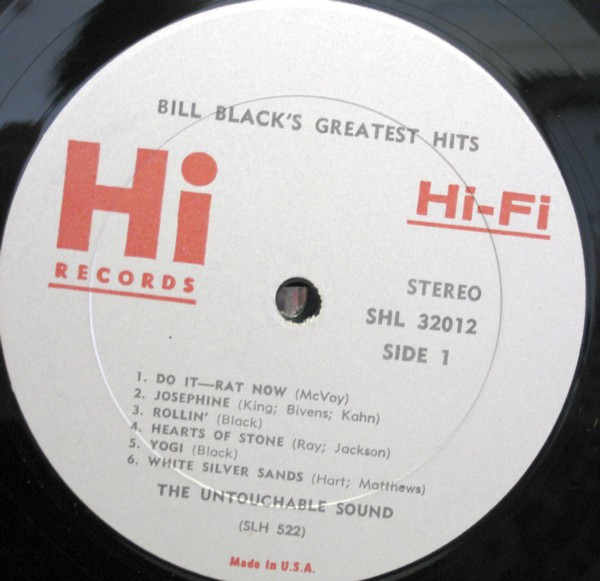 BILL BLACK'S GREATEST HITS
Hi
RECORDS
Hi-Fi
STEREO
SHL 32012
SIDE 1
1. DO IT—RAT NOW (McVoy)
2. JOSEPHINE (King; Bivens; Kahn)
3. ROLLIN' (Black)
4. HEARTS OF STONE (Ray; Jackson)
5. YOGI (Black)
6. WHITE SILVER SANDS (Hart; Matthews)
THE UNTOUCHABLE SOUND
(SLH 522)
Made in U.S.A.